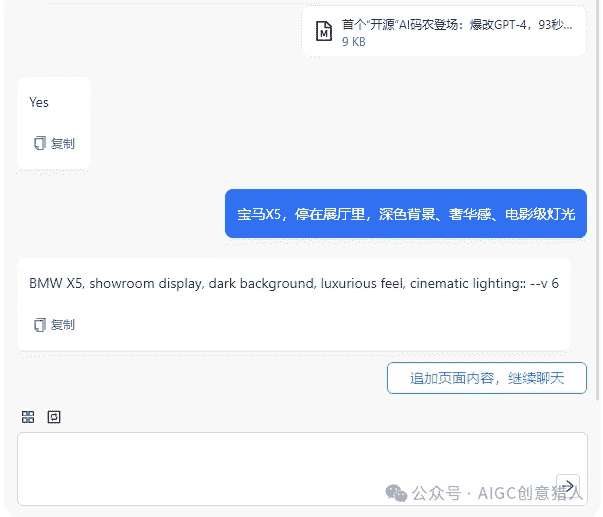 首个“开源”AI码农登场：爆改GPT-4，93秒...
9 KB
Yes
复制
宝马X5，停在展厅里，深色背景、奢华感、电影级灯光
BMW X5, showroom display, dark background, luxurious feel, cinematic lighting:: --v 6
复制
追加页面内容，继续聊天
公众号 · AIGC创意猎人